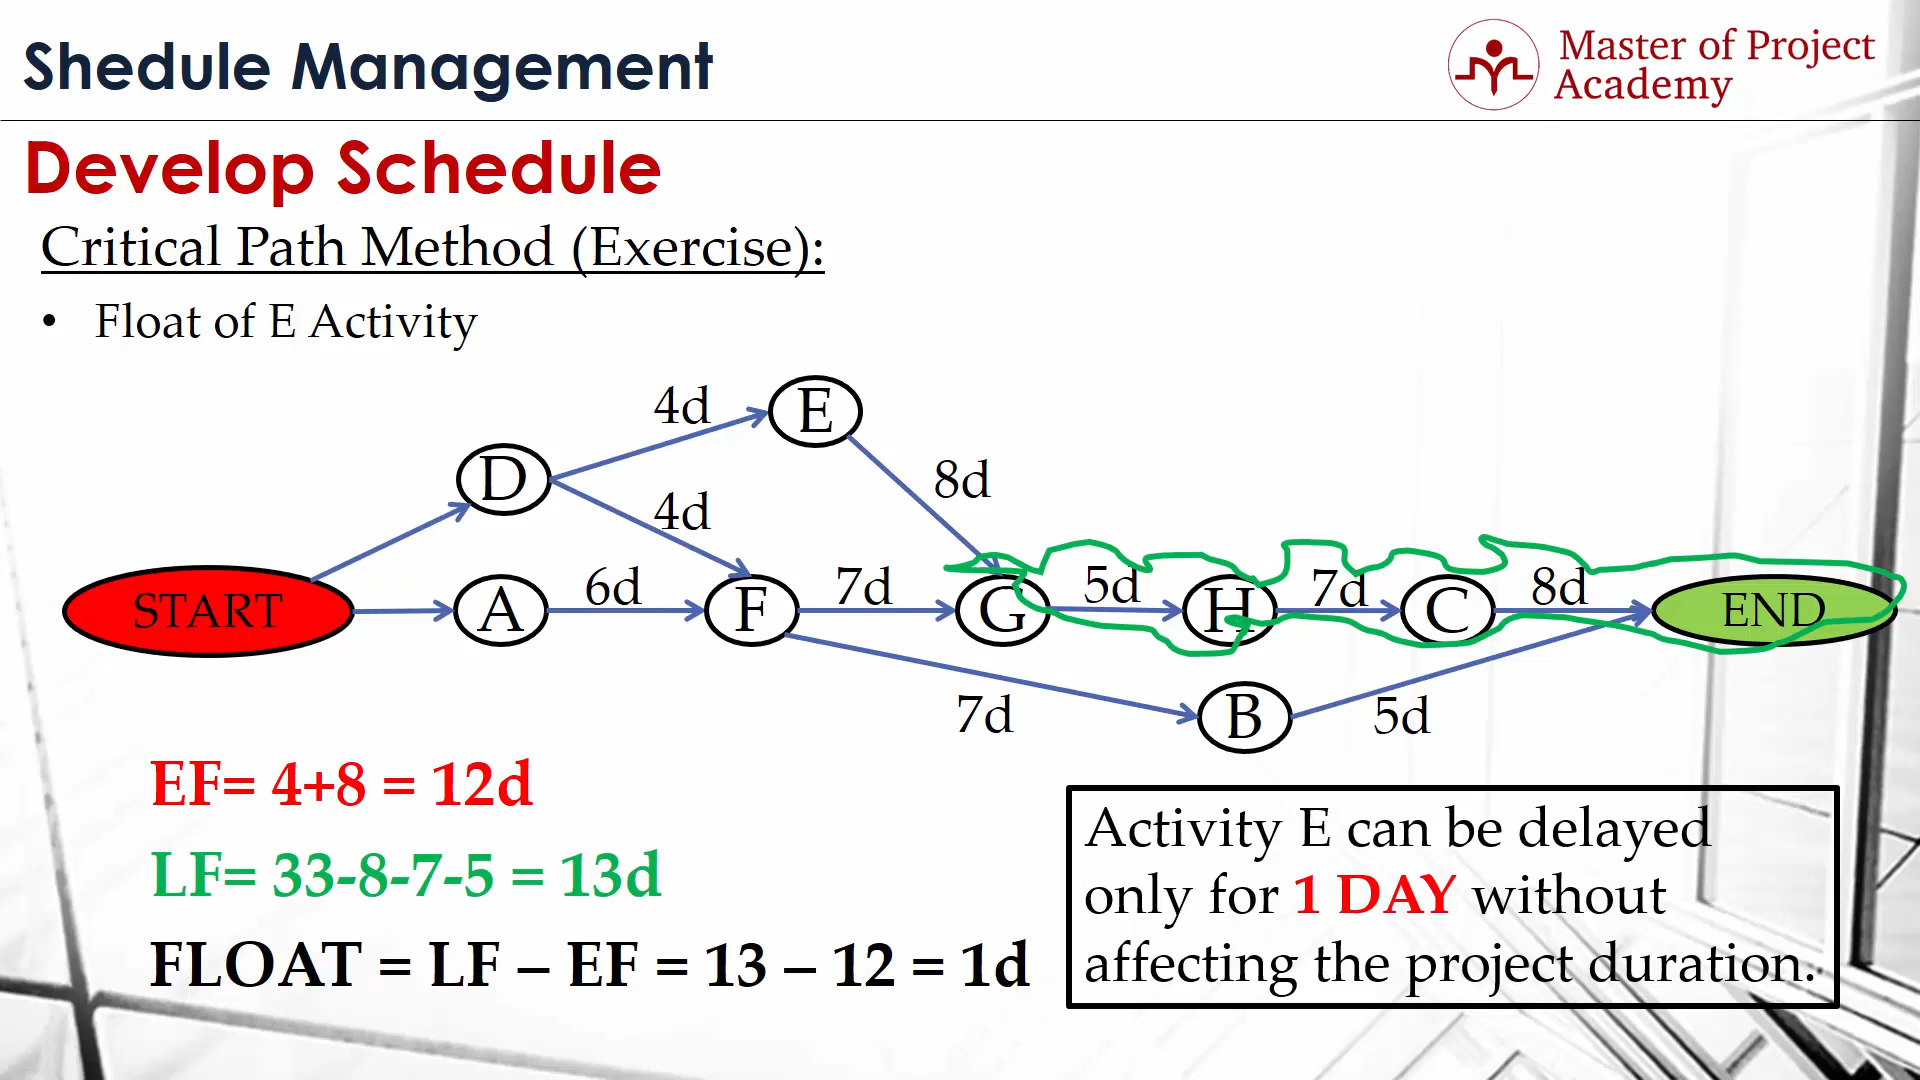 Shedule Management
Master of Project
Academy
Develop Schedule
Critical Path Method (Exercise):
• Float of E Activity
4d
E
D
8d
4d
START
A
6d
F
7d
G
5d
H
7d
C
8d
END
7d
B
5d
EF= 4+8 = 12d
LF= 33-8-7-5 = 13d
FLOAT = LF – EF = 13 – 12 = 1d
Activity E can be delayed
only for 1 DAY without
affecting the project duration.